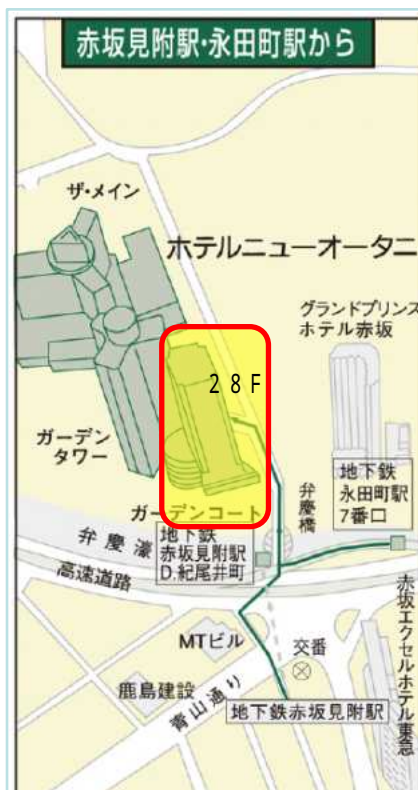 赤坂見附駅・永田町駅から
ザ・メイン
ホテルニューオータニ
グランドプリンス
ホテル赤坂
28F
ガーデン
タワー
ガーデンコート
弁慶橋
地下鉄
永田町駅
7番口
地下鉄
赤坂見附駅
D.紀尾井町
弁慶濠
高速道路
MTビル
交番
鹿島建設
青山通り
地下鉄赤坂見附駅
赤坂エクセルホテル東急